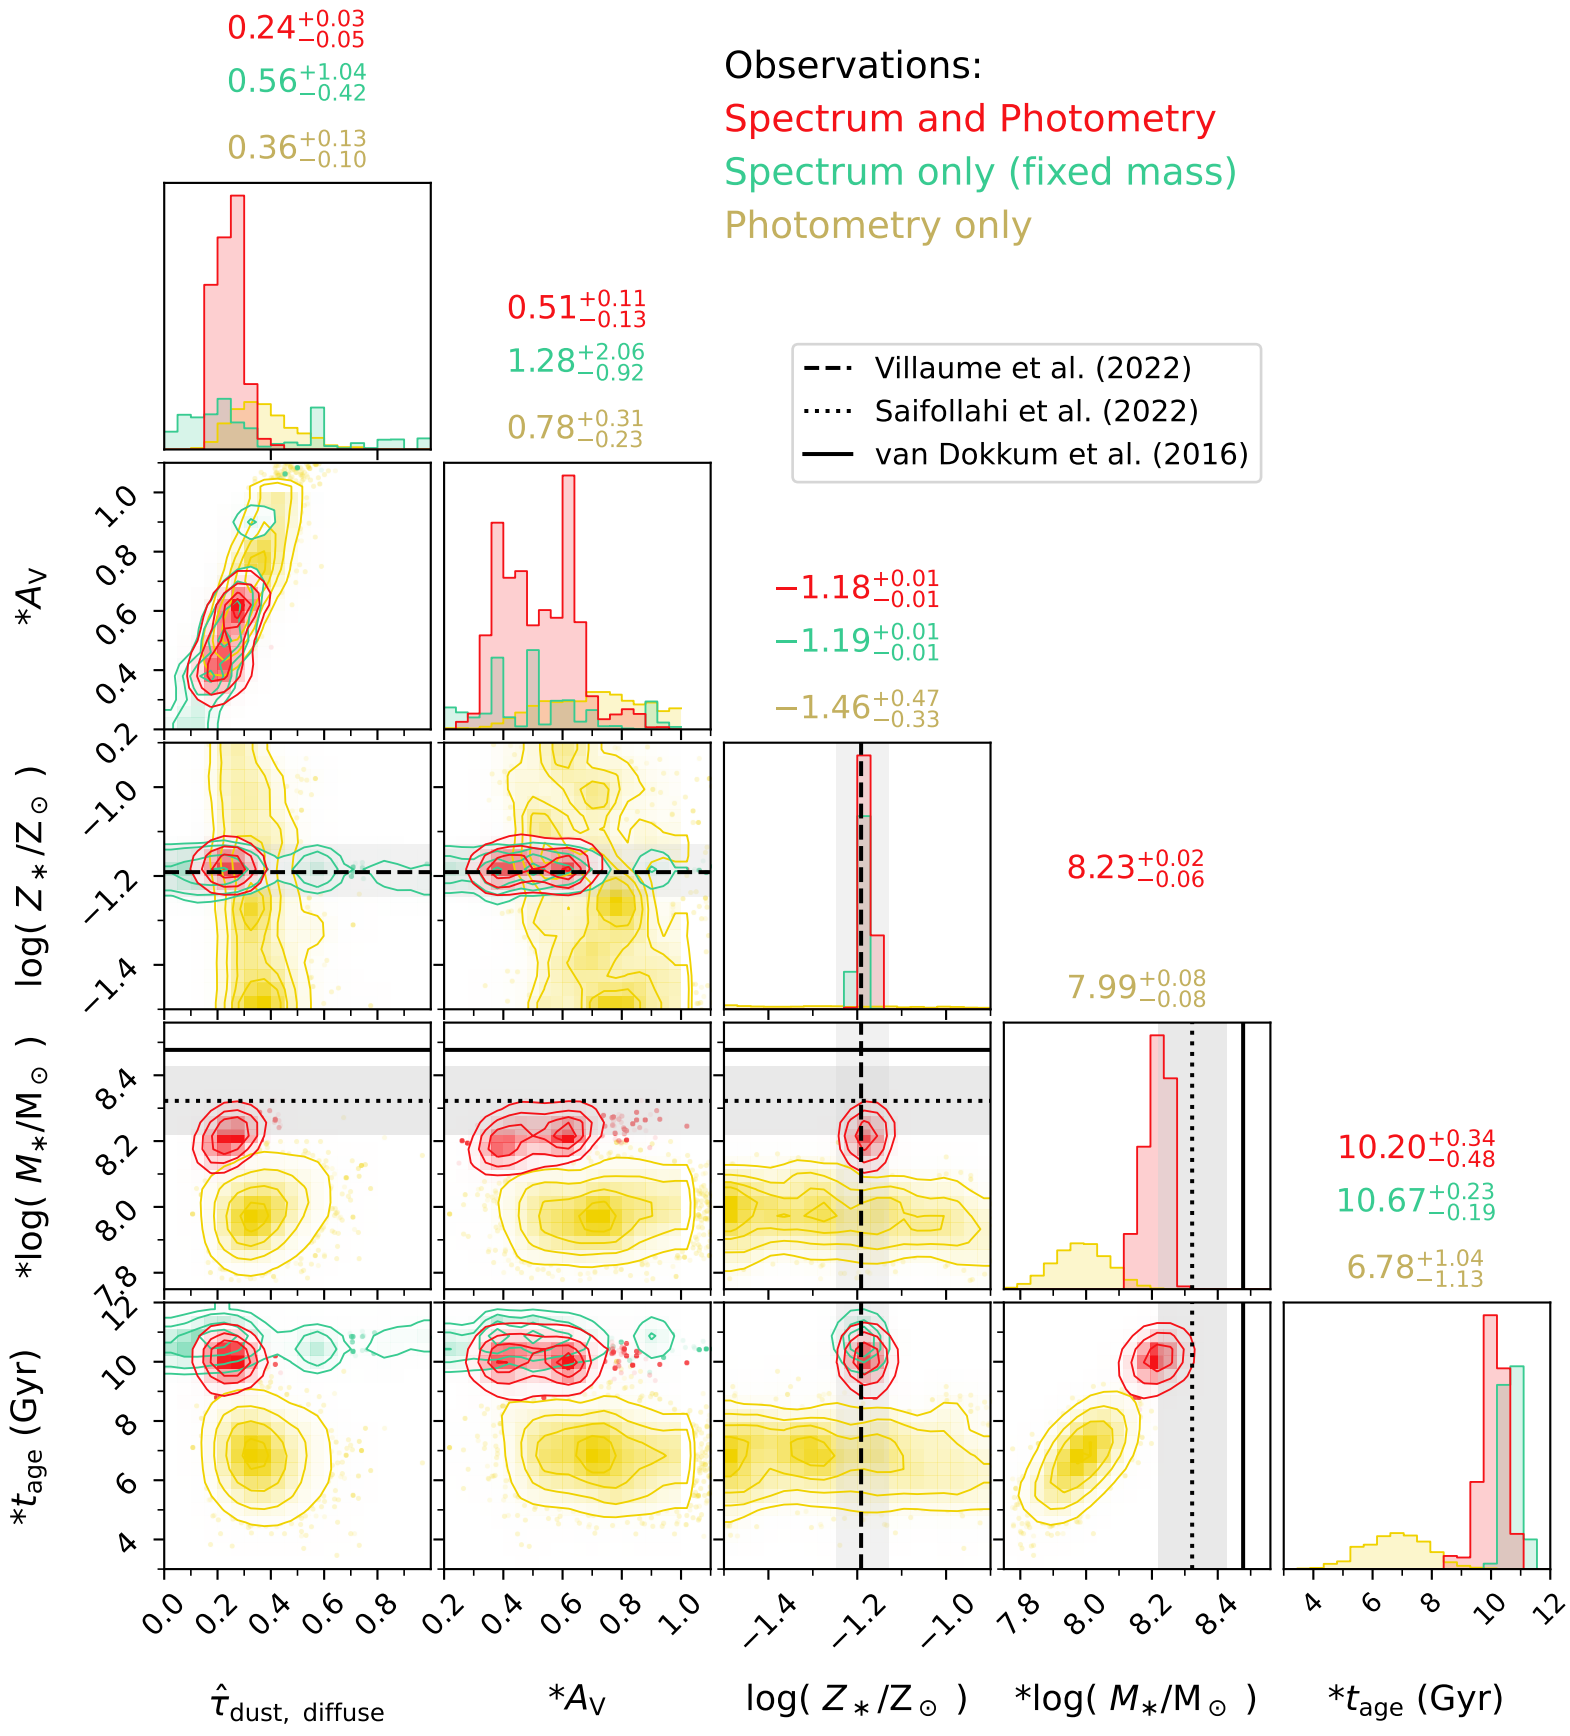 0.24+0.03 −0.05
0.56+1.04 −0.42
0.36+0.13 −0.10
Observations:
Spectrum and Photometry
Spectrum only (fixed mass)
Photometry only
0.51+0.11 −0.13
1.28+2.06 −0.92
0.78+0.31 −0.23
Villaume et al. (2022)
Saifollahi et al. (2022)
van Dokkum et al. (2016)
*A_V
1.0
0.8
0.6
0.4
0.2
−1.18+0.01 −0.01
−1.19+0.01 −0.01
−1.46+0.47 −0.33
log( Z∗/Z⊙ )
−1.0
−1.2
−1.4
8.23+0.02 −0.06
7.99+0.08 −0.08
*log( M∗/M⊙ )
8.4
8.2
8.0
7.8
10.20+0.34 −0.48
10.67+0.23 −0.19
6.78+1.04 −1.13
*t_age (Gyr)
12
10
8
6
4
0.0 0.2 0.4 0.6 0.8 0.2 0.4 0.6 0.8 1.0 −1.4 −1.2 −1.0 7.8 8.0 8.2 8.4 4 6 8 10 12
τ̂_dust, diffuse *A_V log( Z∗/Z⊙ ) *log( M∗/M⊙ ) *t_age (Gyr)